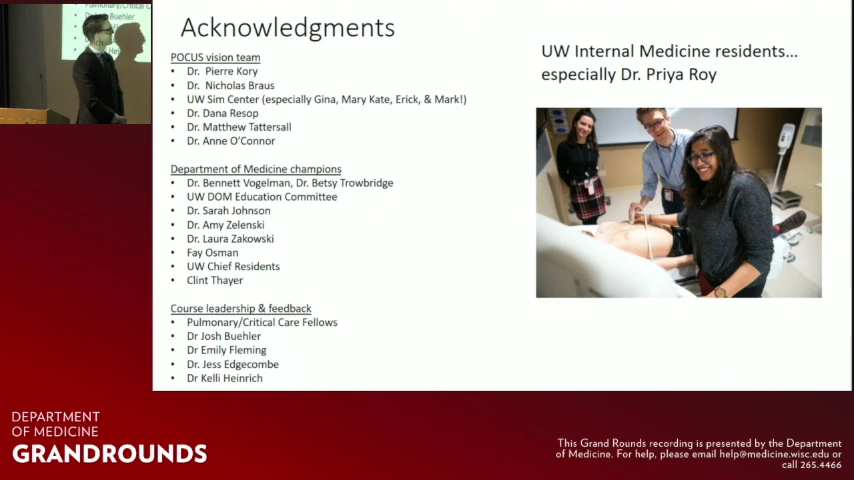 Acknowledgments
POCUS vision team
• Dr. Pierre Kory
• Dr. Nicholas Braus
• UW Sim Center (especially Gina, Mary Kate, Erick, & Mark!)
• Dr. Dana Resop
• Dr. Matthew Tattersall
• Dr. Anne O'Connor
Department of Medicine champions
• Dr. Bennett Vogelman, Dr. Betsy Trowbridge
• UW DOM Education Committee
• Dr. Sarah Johnson
• Dr. Amy Zelenski
• Dr. Laura Zakowski
• Fay Osman
• UW Chief Residents
• Clint Thayer
Course leadership & feedback
• Pulmonary/Critical Care Fellows
• Dr Josh Buehler
• Dr Emily Fleming
• Dr. Jess Edgecombe
• Dr Kelli Heinrich
UW Internal Medicine residents...
especially Dr. Priya Roy
DEPARTMENT
OF MEDICINE
GRANDROUNDS
This Grand Rounds recording is presented by the Department
of Medicine. For help, please email help@medicine.wisc.edu or
call 265.4466